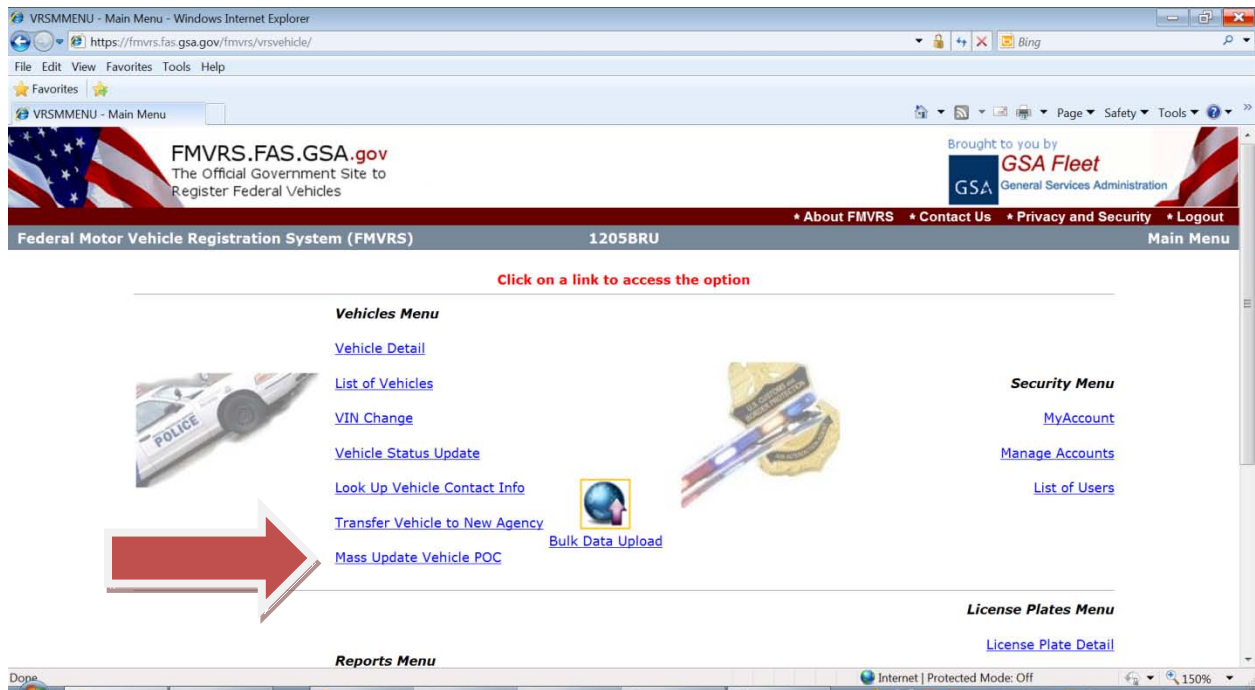 VRSMMENU - Main Menu - Windows Internet Explorer
https://fmvrs.fas.gsa.gov/fmvrs/vrsvehicle/
Bing
File Edit View Favorites Tools Help
Favorites
VRSMMENU - Main Menu
Page Safety Tools
FMVRS.FAS.GSA.gov
The Official Government Site to
Register Federal Vehicles
Brought to you by
GSA
GSA Fleet
General Services Administration
* About FMVRS * Contact Us * Privacy and Security * Logout
Federal Motor Vehicle Registration System (FMVRS) 1205BRU Main Menu
Click on a link to access the option
Vehicles Menu
Vehicle Detail
List of Vehicles
VIN Change
Vehicle Status Update
Look Up Vehicle Contact Info
Transfer Vehicle to New Agency
Mass Update Vehicle POC
POLICE
Bulk Data Upload
Security Menu
MyAccount
Manage Accounts
List of Users
License Plates Menu
License Plate Detail
Reports Menu
Done
Internet | Protected Mode: Off
150%